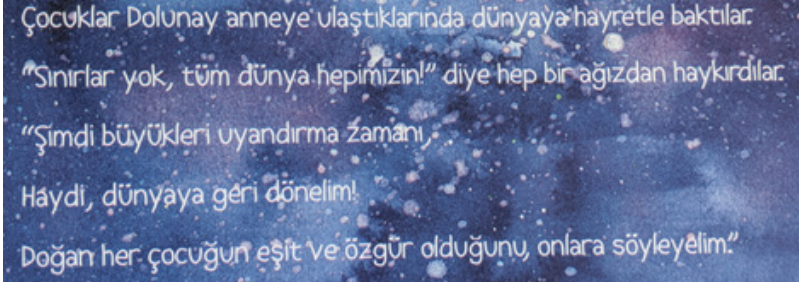 Çocuklar Dolunay anneye ulaştıklarında dünyaya hayretle baktılar.
“Sınırlar yok, tüm dünya hepimizin!” diye hep bir ağızdan haykırdılar.
“Şimdi büyükleri uyandırma zamanı,
Haydi, dünyaya geri dönelim!
Doğan her çocuğun eşit ve özgür olduğunu, onlara söyleyelim.”